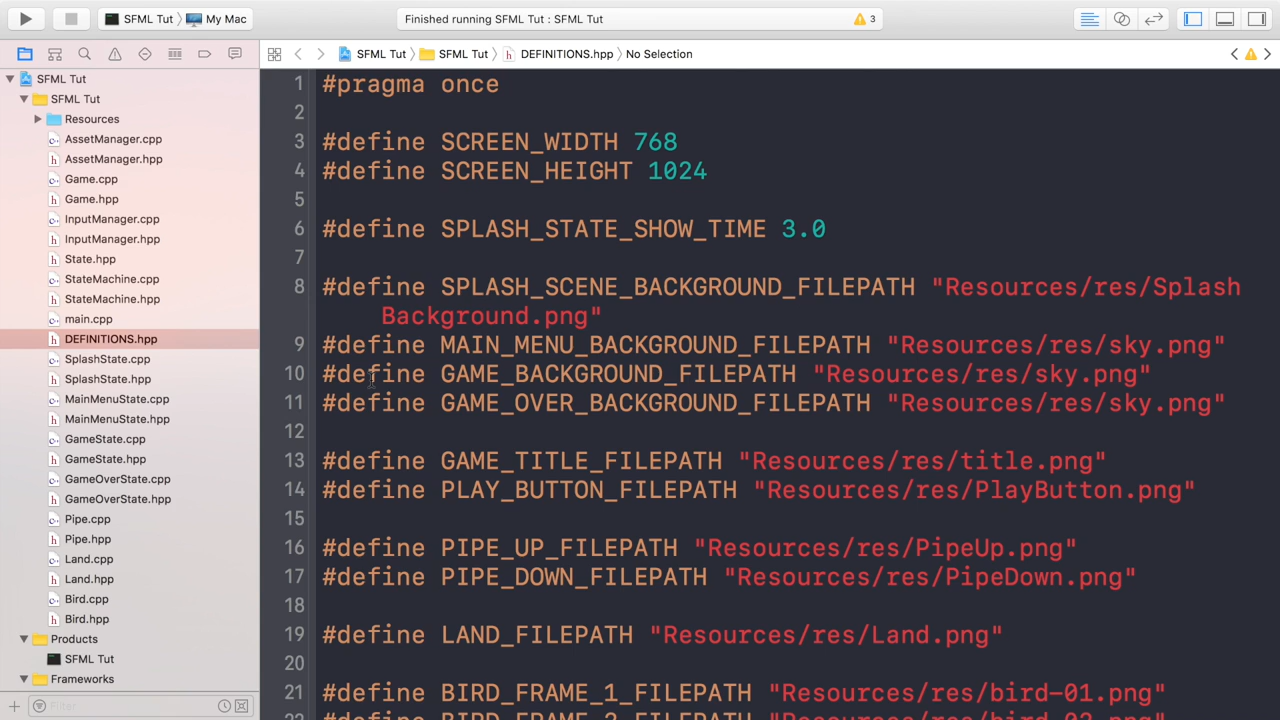 SFML Tut
My Mac
Finished running SFML Tut : SFML Tut
3
SFML Tut
SFML Tut
DEFINITIONS.hpp
No Selection
SFML Tut
SFML Tut
Resources
AssetManager.cpp
AssetManager.hpp
Game.cpp
Game.hpp
InputManager.cpp
InputManager.hpp
State.hpp
StateMachine.cpp
StateMachine.hpp
main.cpp
DEFINITIONS.hpp
SplashState.cpp
SplashState.hpp
MainMenuState.cpp
MainMenuState.hpp
GameState.cpp
GameState.hpp
GameOverState.cpp
GameOverState.hpp
Pipe.cpp
Pipe.hpp
Land.cpp
Land.hpp
Bird.cpp
Bird.hpp
Products
SFML Tut
Frameworks
Filter
1 #pragma once
2
3 #define SCREEN_WIDTH 768
4 #define SCREEN_HEIGHT 1024
5
6 #define SPLASH_STATE_SHOW_TIME 3.0
7
8 #define SPLASH_SCENE_BACKGROUND_FILEPATH "Resources/res/Splash
Background.png"
9 #define MAIN_MENU_BACKGROUND_FILEPATH "Resources/res/sky.png"
10 #define GAME_BACKGROUND_FILEPATH "Resources/res/sky.png"
11 #define GAME_OVER_BACKGROUND_FILEPATH "Resources/res/sky.png"
12
13 #define GAME_TITLE_FILEPATH "Resources/res/title.png"
14 #define PLAY_BUTTON_FILEPATH "Resources/res/PlayButton.png"
15
16 #define PIPE_UP_FILEPATH "Resources/res/PipeUp.png"
17 #define PIPE_DOWN_FILEPATH "Resources/res/PipeDown.png"
18
19 #define LAND_FILEPATH "Resources/res/Land.png"
20
21 #define BIRD_FRAME_1_FILEPATH "Resources/res/bird-01.png"